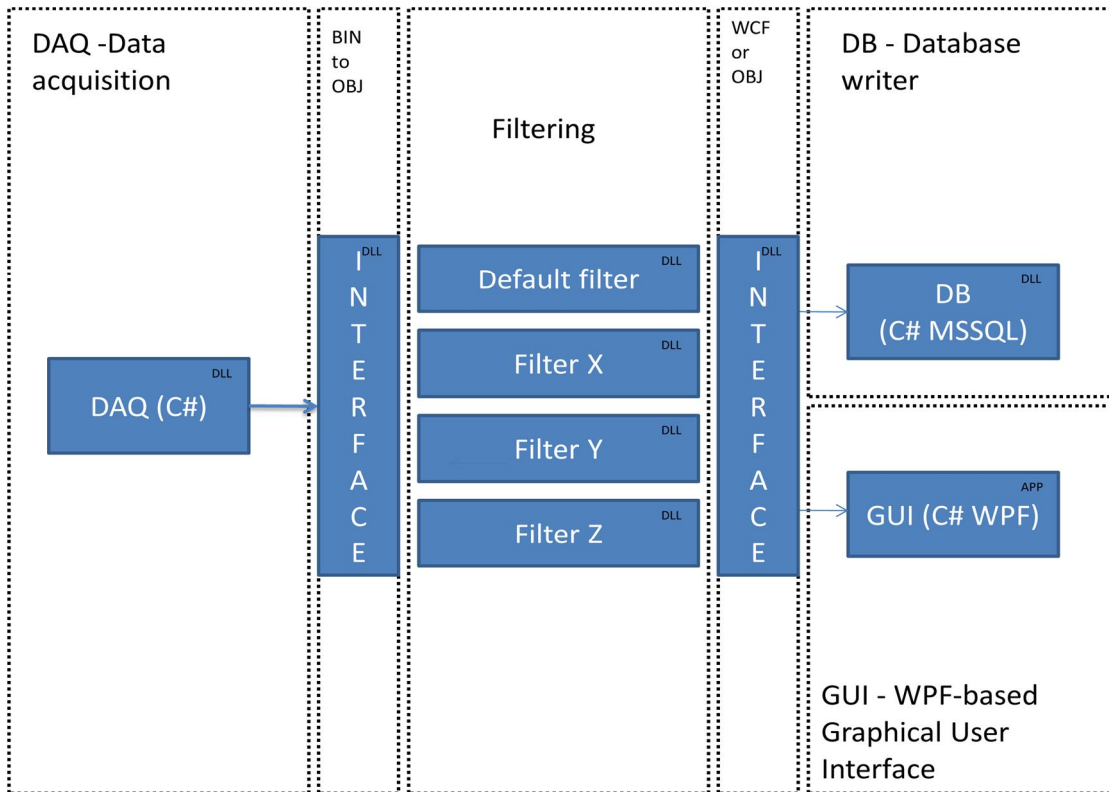 DAQ -Data
acquisition
BIN
to
OBJ
Filtering
WCF
or
OBJ
DB - Database
writer
DLL
DAQ (C#)
DLL
I
N
T
E
R
F
A
C
E
DLL
Default filter
DLL
Filter X
DLL
Filter Y
DLL
Filter Z
DLL
I
N
T
E
R
F
A
C
E
DLL
DB
(C# MSSQL)
APP
GUI (C# WPF)
GUI - WPF-based
Graphical User
Interface